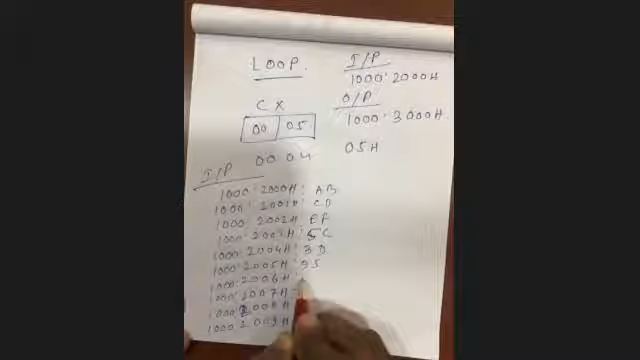 LOOP.
I/P
1000:2000H
O/P
1000:3000H.
CX
00 05
00 04
05H
I/P
1000:2000H: AB
1000:2001H: CD
1000:2002H: EF
1000:2003H: 5C
1000:2004H: 3D
1000:2005H: 95
1000:2006H:
1000:2007H:
1000:2008H
1000:2009H